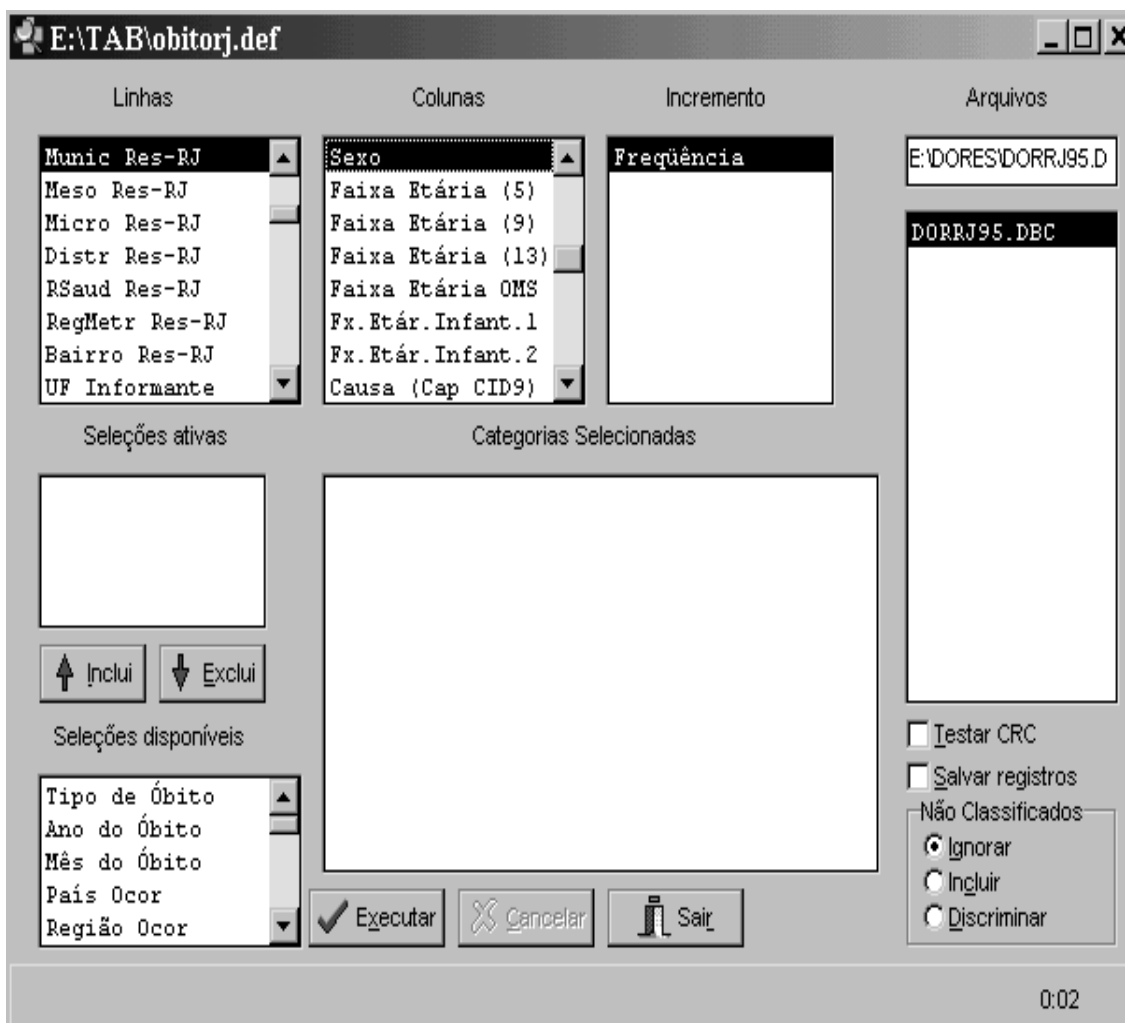 E:\TAB\obitorj.def
Linhas
Colunas
Incremento
Arquivos
Munic Res-RJ
Meso Res-RJ
Micro Res-RJ
Distr Res-RJ
RSaud Res-RJ
RegMetr Res-RJ
Bairro Res-RJ
UF Informante
Sexo
Faixa Etária (5)
Faixa Etária (9)
Faixa Etária (13)
Faixa Etária OMS
Fx.Etár.Infant.1
Fx.Etár.Infant.2
Causa (Cap CID9)
Freqüência
E:\DORES\DORRJ95.D
DORRJ95.DBC
Seleções ativas
Categorias Selecionadas
Inclui
Exclui
Seleções disponíveis
Tipo de Óbito
Ano do Óbito
Mês do Óbito
País Ocor
Região Ocor
Testar CRC
Salvar registros
Não Classificados
Ignorar
Incluir
Discriminar
Executar
Cancelar
Sair
0:02